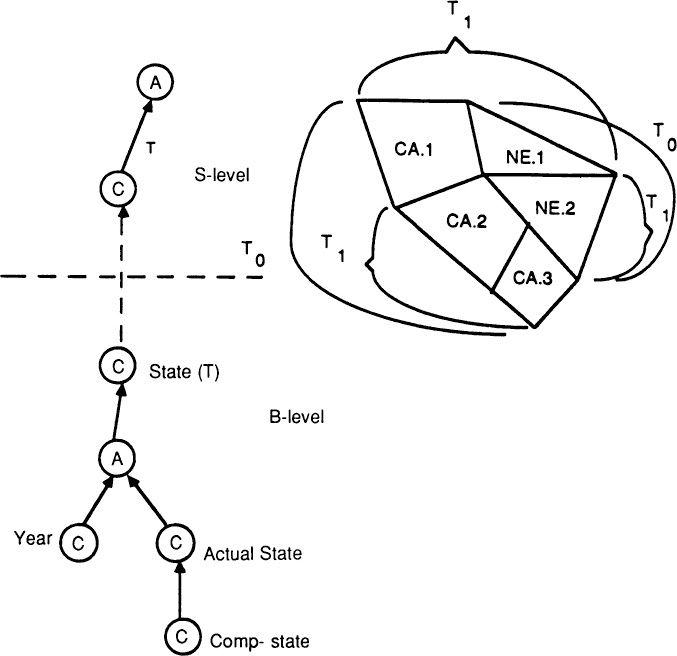 A
T
C
S-level
T0
C
State (T)
B-level
A
Year
C
C
Actual State
C
Comp- state
T1
CA.1
NE.1
T0
CA.2
NE.2
T1
T1
CA.3